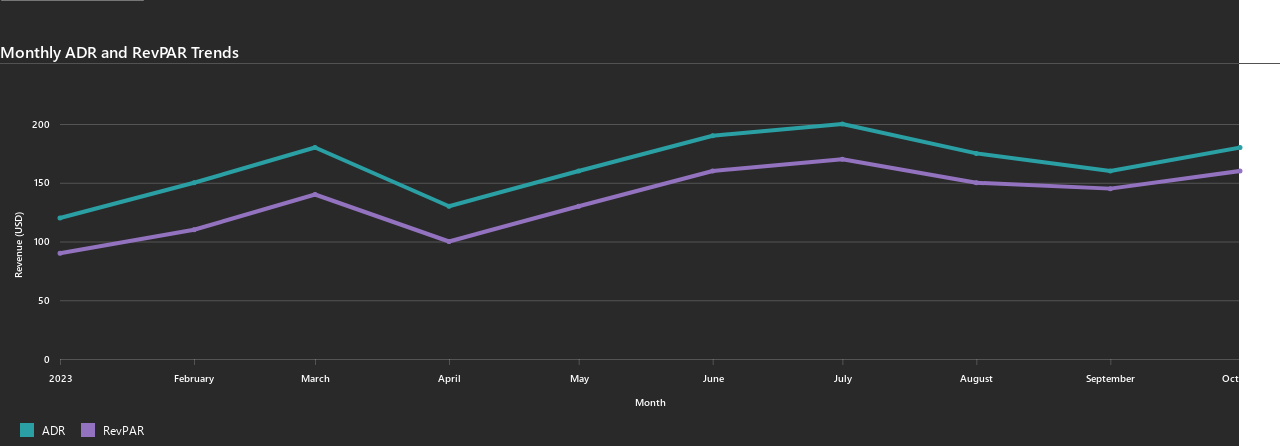 Monthly ADR and RevPAR Trends
200
150
100
50
0
Revenue (USD)
2023 February March April May June July August September Oct
Month
ADR RevPAR